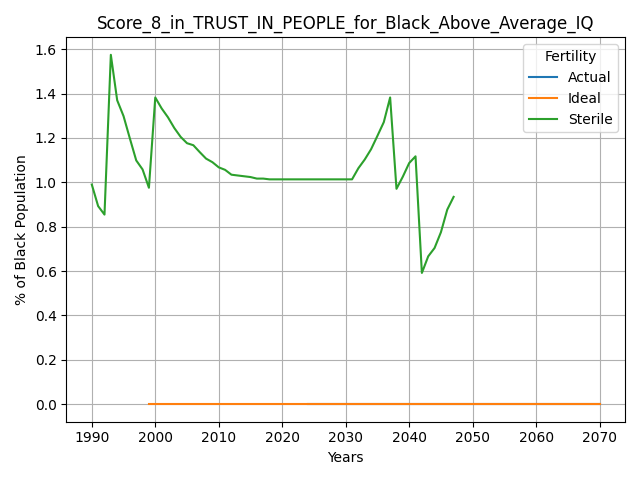 Score_8_in_TRUST_IN_PEOPLE_for_Black_Above_Average_IQ
% of Black Population
1.6
1.4
1.2
1.0
0.8
0.6
0.4
0.2
0.0
Fertility
Actual
Ideal
Sterile
1990 2000 2010 2020 2030 2040 2050 2060 2070
Years